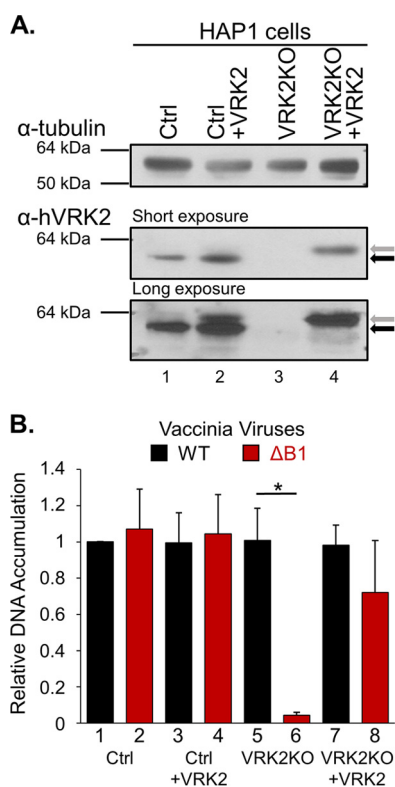 A.
HAP1 cells
Ctrl
Ctrl
+VRK2
VRK2KO
VRK2KO
+VRK2
α-tubulin
64 kDa
50 kDa
α-hVRK2
Short exposure
64 kDa
Long exposure
64 kDa
1 2 3 4
B.
Vaccinia Viruses
WT ΔB1
Relative DNA Accumulation
1.4
1.2
1
0.8
0.6
0.4
0.2
0
*
1 2 3 4 5 6 7 8
Ctrl Ctrl VRK2KO VRK2KO
+VRK2 +VRK2